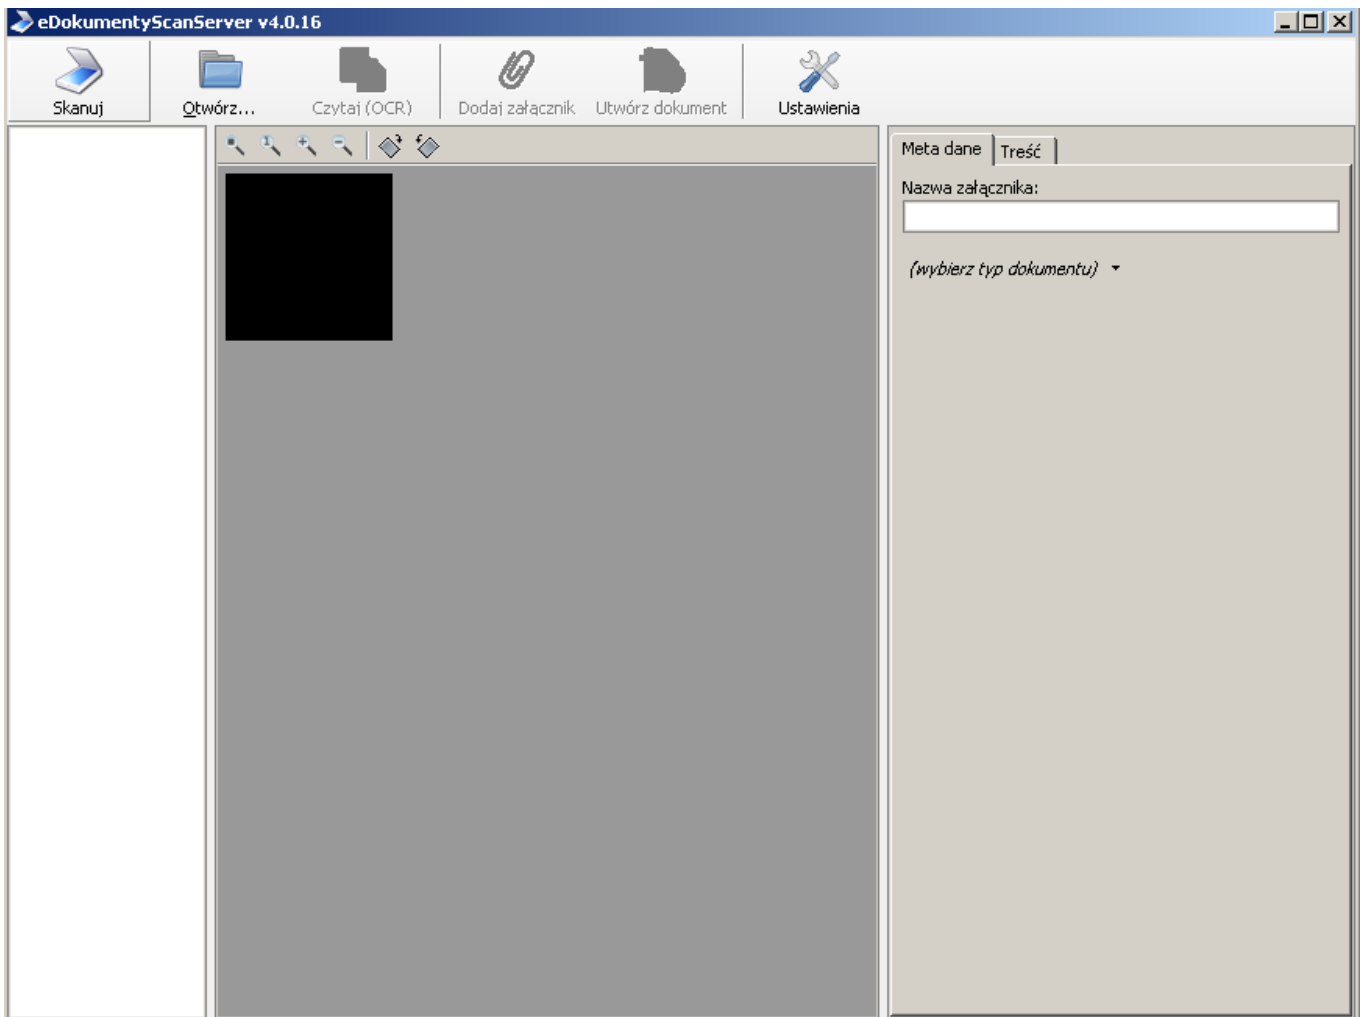 eDokumentyScanServer v4.0.16
Skanuj Otwórz... Czytaj (OCR) Dodaj załącznik Utwórz dokument Ustawienia
Meta dane Treść
Nazwa załącznika:
(wybierz typ dokumentu)